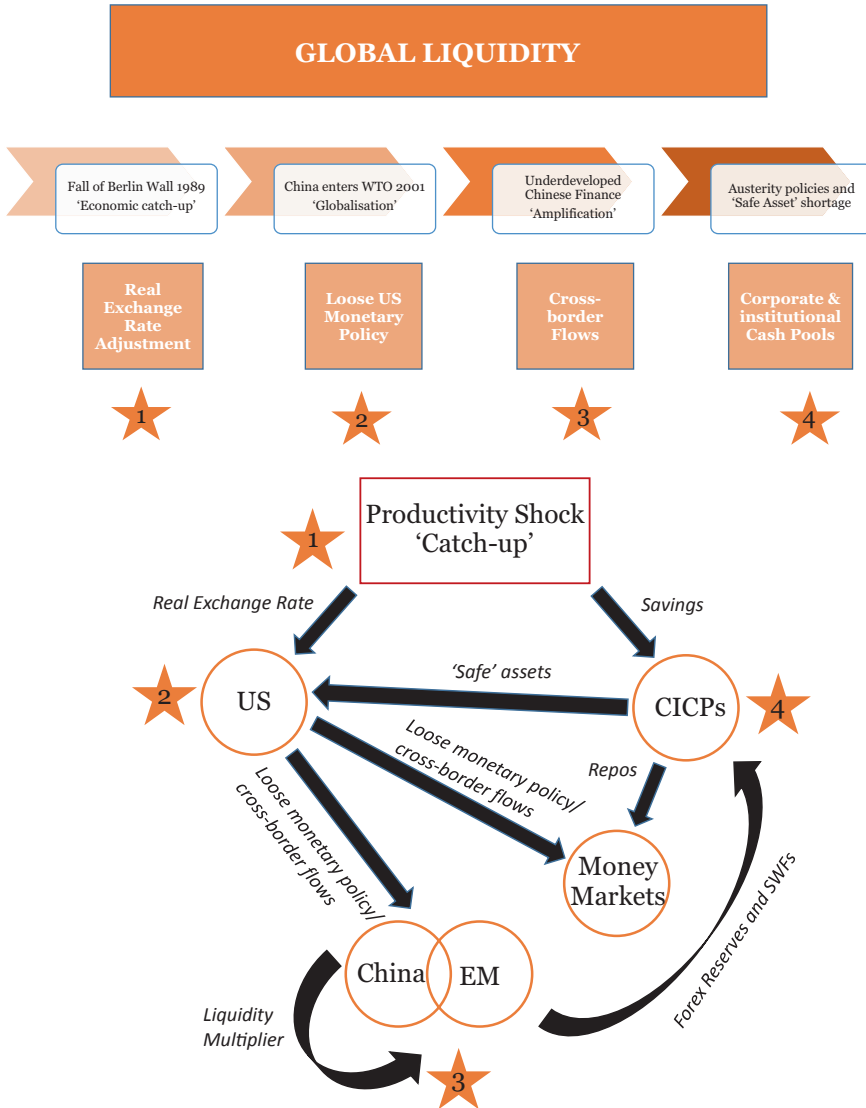 GLOBAL LIQUIDITY
Fall of Berlin Wall 1989
‘Economic catch-up’
China enters WTO 2001
‘Globalisation’
Underdeveloped
Chinese Finance
‘Amplification’
Austerity policies and
‘Safe Asset’ shortage
Real
Exchange
Rate
Adjustment
Loose US
Monetary
Policy
Cross-
border
Flows
Corporate &
institutional
Cash Pools
1
2
3
4
Productivity Shock
‘Catch-up’
1
Real Exchange Rate
Savings
2
US
‘Safe’ assets
CICPs
4
Loose monetary policy/
cross-border flows
Loose monetary policy/
cross-border flows
Repos
Money
Markets
Forex Reserves and SWFs
China
EM
Liquidity
Multiplier
3